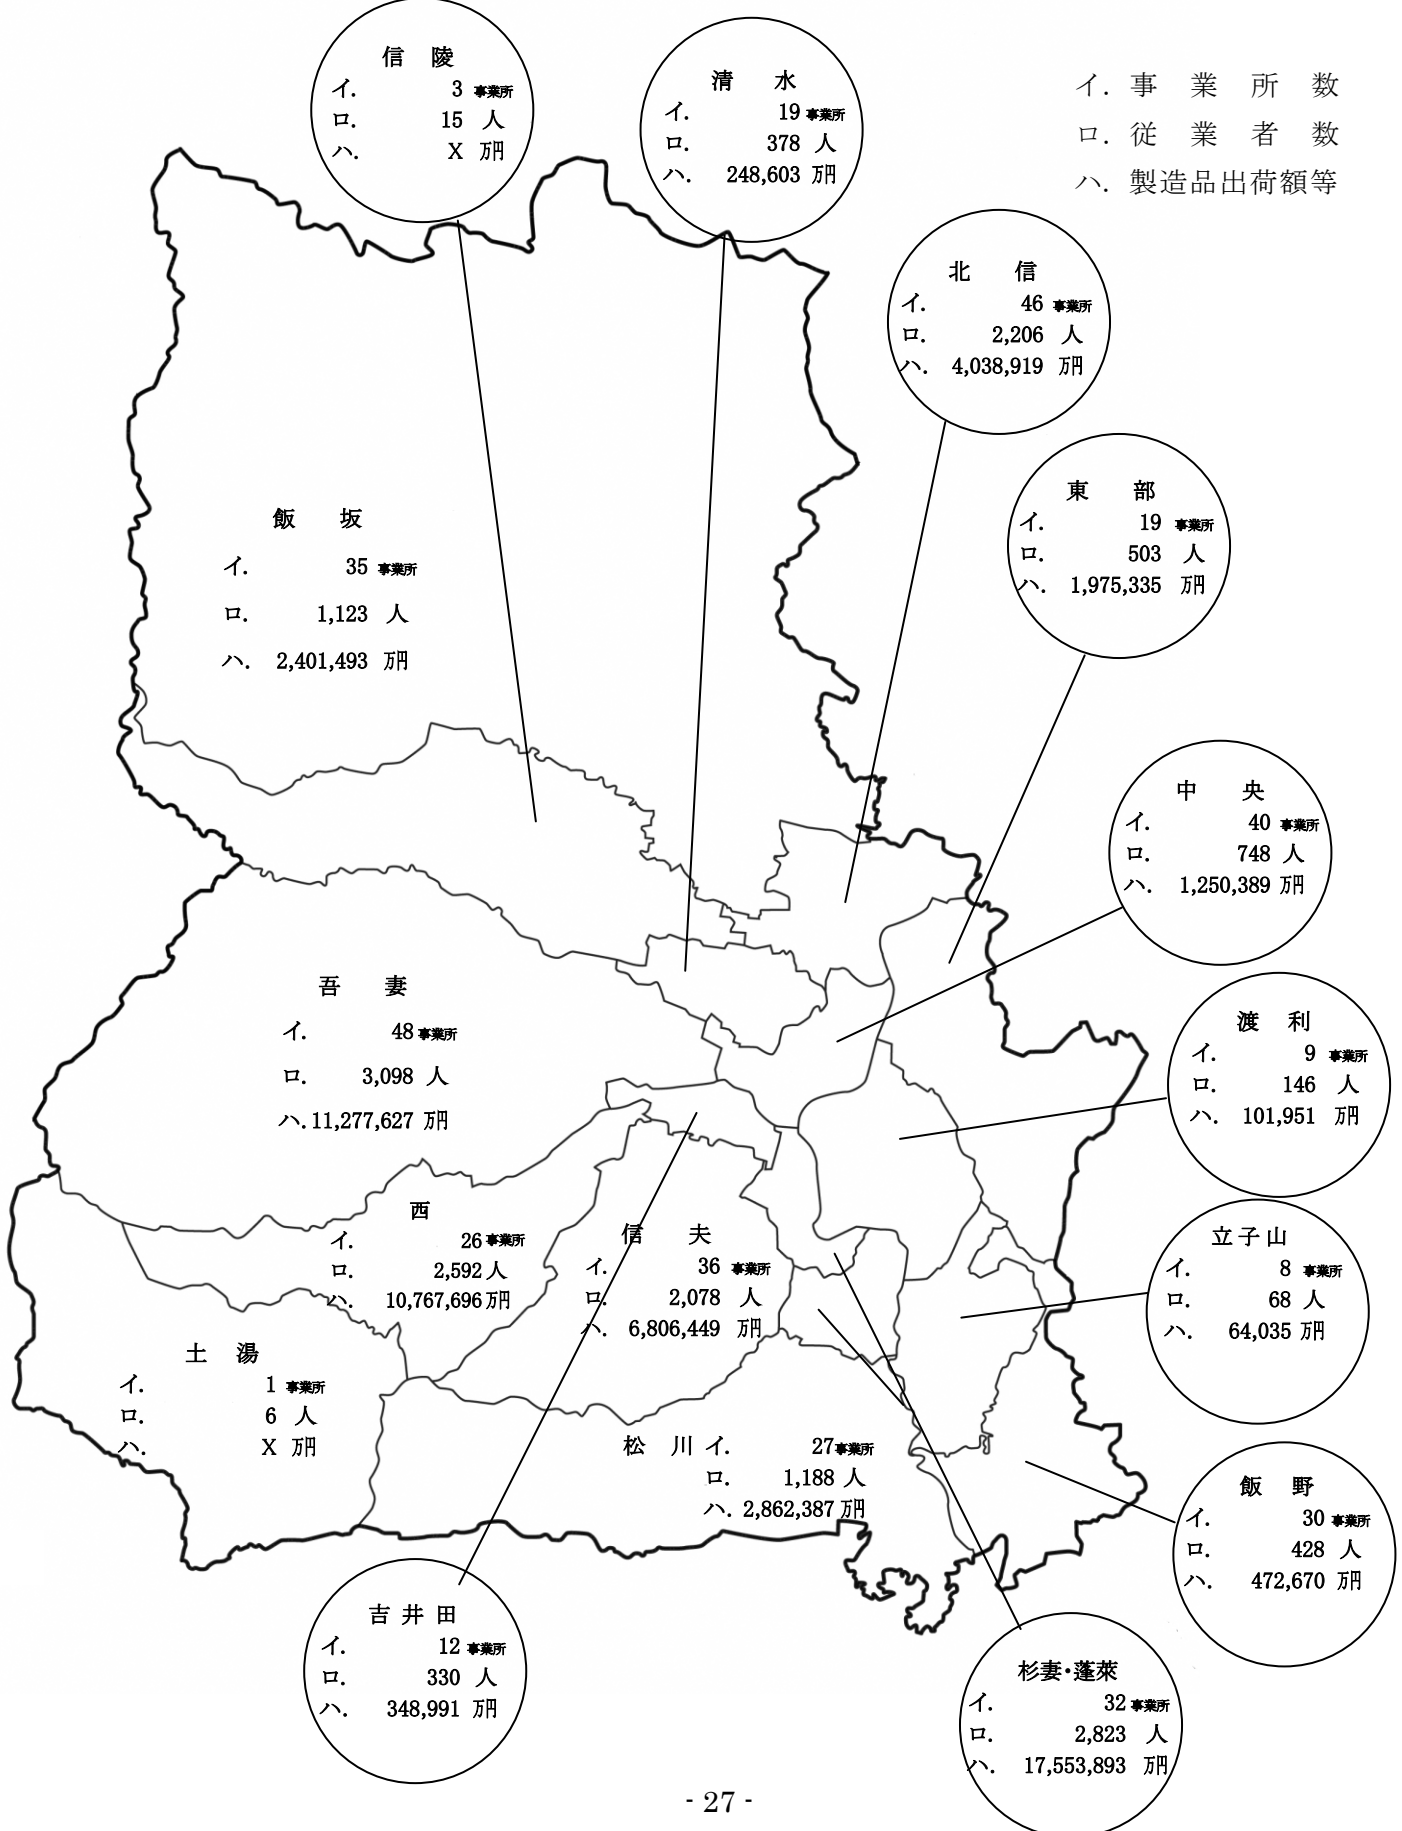 信 陵
イ. 3 事業所
ロ. 15 人
ハ. X 万円
清 水
イ. 19 事業所
ロ. 378 人
ハ. 248,603 万円
イ. 事 業 所 数
ロ. 従 業 者 数
ハ. 製造品出荷額等
北 信
イ. 46 事業所
ロ. 2,206 人
ハ. 4,038,919 万円
東 部
イ. 19 事業所
ロ. 503 人
ハ. 1,975,335 万円
飯 坂
イ. 35 事業所
ロ. 1,123 人
ハ. 2,401,493 万円
中 央
イ. 40 事業所
ロ. 748 人
ハ. 1,250,389 万円
吾 妻
イ. 48 事業所
ロ. 3,098 人
ハ. 11,277,627 万円
渡 利
イ. 9 事業所
ロ. 146 人
ハ. 101,951 万円
西
イ. 26 事業所
ロ. 2,592 人
ハ. 10,767,696 万円
信 夫
イ. 36 事業所
ロ. 2,078 人
ハ. 6,806,449 万円
立子山
イ. 8 事業所
ロ. 68 人
ハ. 64,035 万円
土 湯
イ. 1 事業所
ロ. 6 人
ハ. X 万円
松 川 イ. 27 事業所
ロ. 1,188 人
ハ. 2,862,387 万円
飯 野
イ. 30 事業所
ロ. 428 人
ハ. 472,670 万円
吉 井 田
イ. 12 事業所
ロ. 330 人
ハ. 348,991 万円
杉妻・蓬萊
イ. 32 事業所
ロ. 2,823 人
ハ. 17,553,893 万円
- 27 -